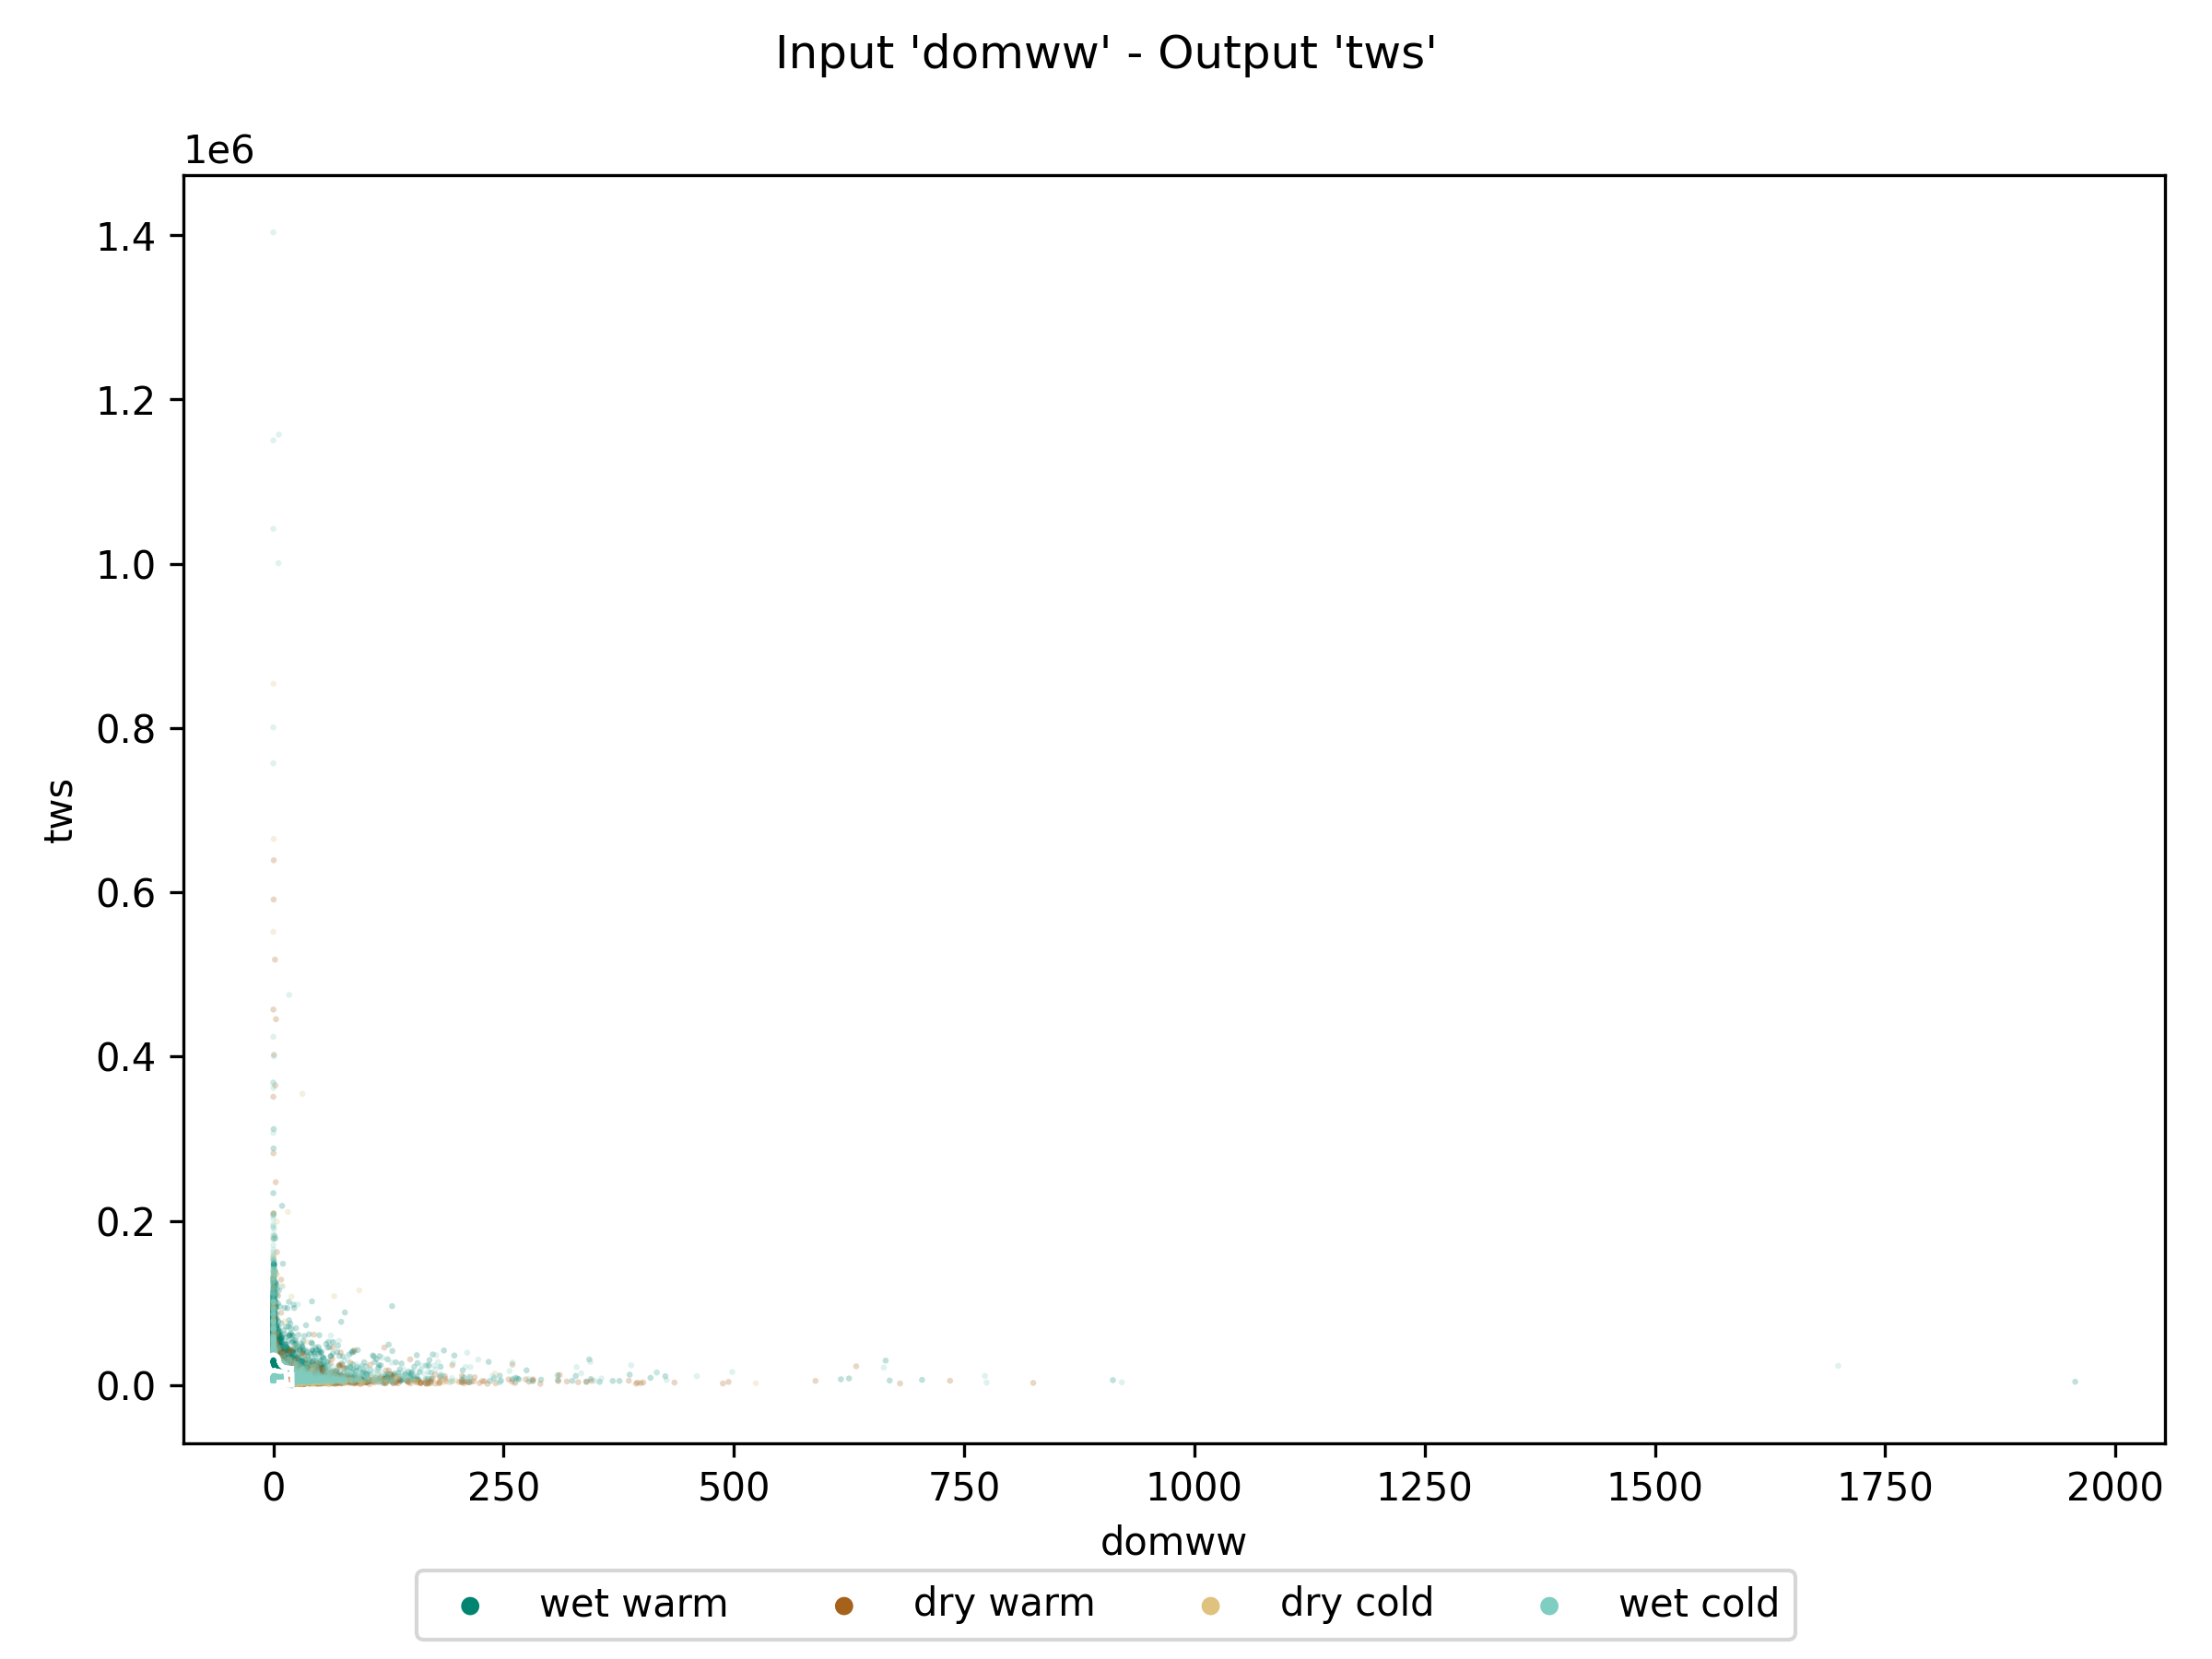 Input 'domww' - Output 'tws'
1e6
1.4
1.2
1.0
0.8
0.6
0.4
0.2
0.0
tws
0 250 500 750 1000 1250 1500 1750 2000
domww
wet warm dry warm dry cold wet cold